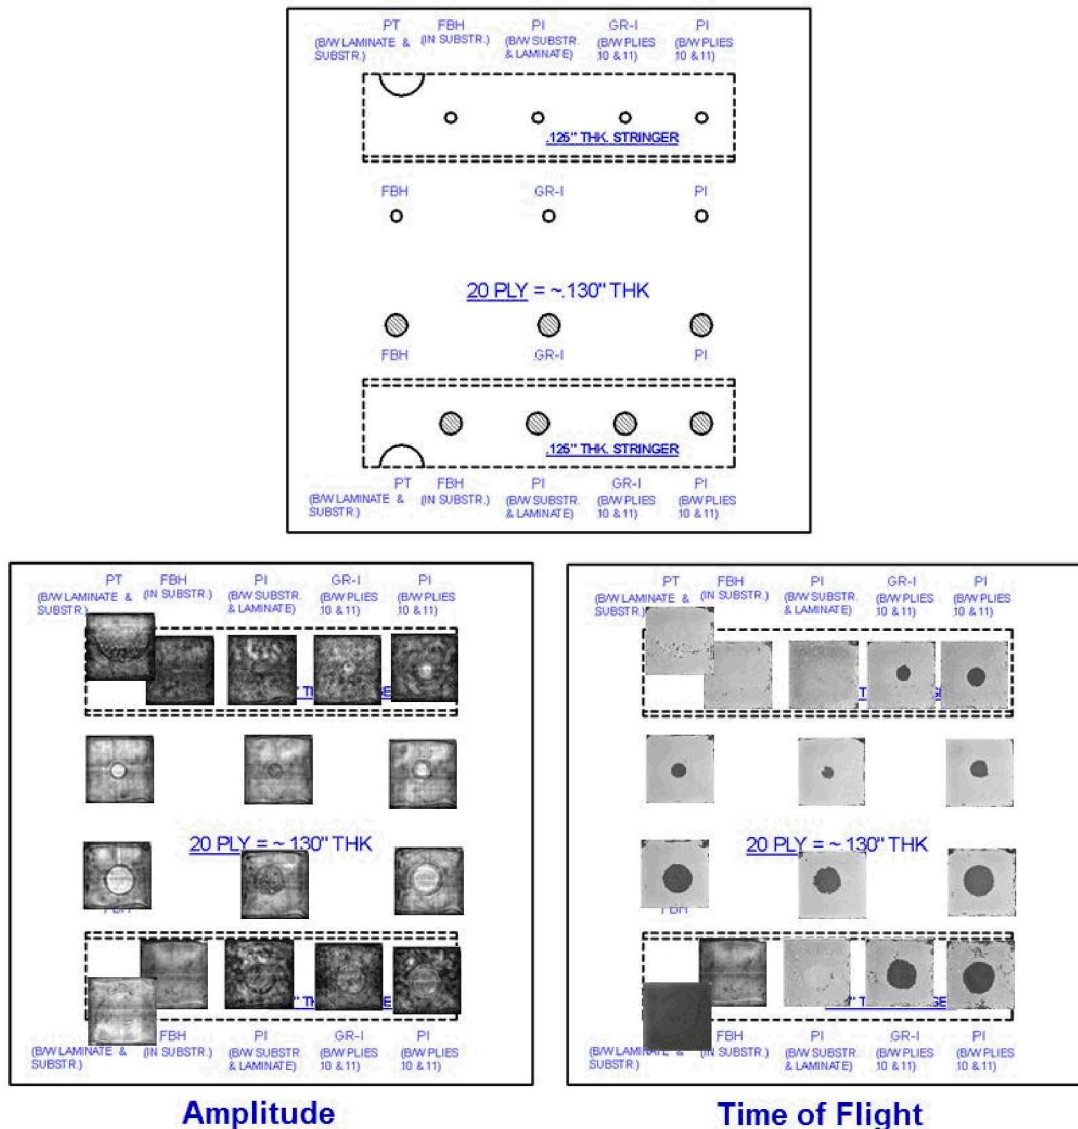 PT FBH PI GR-I PI
(B/W LAMINATE & (IN SUBSTR.) (B/W SUBSTR. (B/W PLIES (B/W PLIES
SUBSTR.) & LAMINATE) 10 & 11) 10 & 11)
.125" THK. STRINGER
FBH GR-I PI
20 PLY = ~.130" THK
FBH GR-I PI
.125" THK. STRINGER
PT FBH PI GR-I PI
(B/W LAMINATE & (IN SUBSTR.) (B/W SUBSTR. (B/W PLIES (B/W PLIES
SUBSTR.) & LAMINATE) 10 & 11) 10 & 11)
PT FBH PI GR-I PI
(B/W LAMINATE & (IN SUBSTR.) (B/W SUBSTR. (B/W PLIES (B/W PLIES
SUBSTR.) & LAMINATE) 10 & 11) 10 & 11)
20 PLY = ~.130" THK
FBH
FBH PI GR-I PI
(B/W LAMINATE & (IN SUBSTR.) (B/W SUBSTR. (B/W PLIES (B/W PLIES
SUBSTR.) & LAMINATE) 10 & 11) 10 & 11)
Amplitude
PT FBH PI GR-I PI
(B/W LAMINATE & (IN SUBSTR.) (B/W SUBSTR. (B/W PLIES (B/W PLIES
SUBSTR.) & LAMINATE) 10 & 11) 10 & 11)
20 PLY = ~.130" THK
FBH
FBH PI GR-I PI
(B/W LAMINATE & (IN SUBSTR.) (B/W SUBSTR. (B/W PLIES (B/W PLIES
SUBSTR.) & LAMINATE) 10 & 11) 10 & 11)
Time of Flight